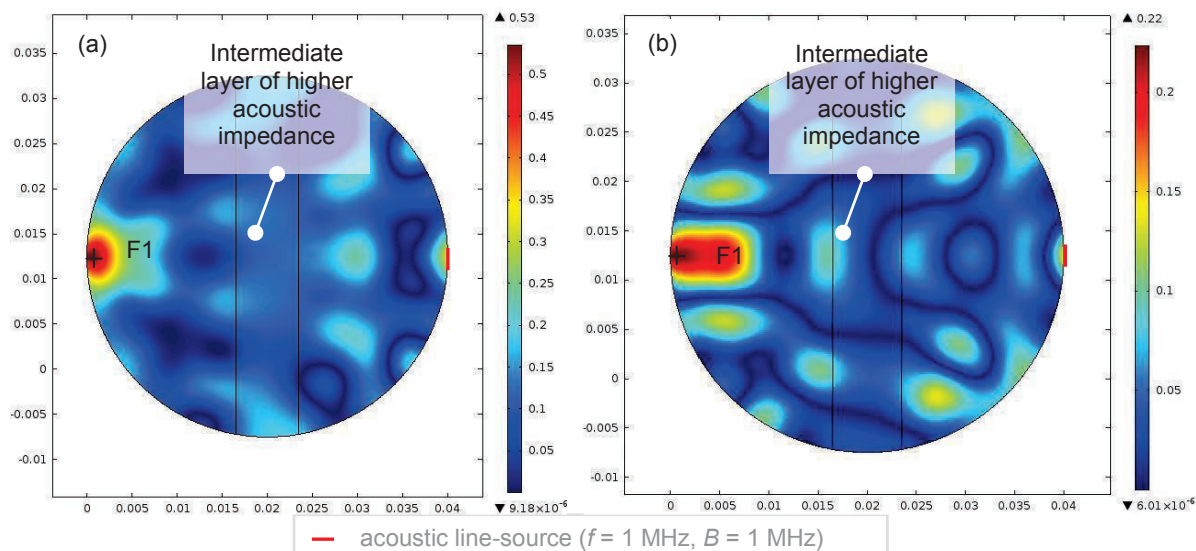 (a)
Intermediate
layer of higher
acoustic
impedance
F1
0.035
0.03
0.025
0.02
0.015
0.01
0.005
0
-0.005
-0.01
0 0.005 0.01 0.015 0.02 0.025 0.03 0.035 0.04
▲ 0.53
0.5
0.45
0.4
0.35
0.3
0.25
0.2
0.15
0.1
0.05
▼ 9.18×10⁻⁶
(b)
Intermediate
layer of higher
acoustic
impedance
F1
0.035
0.03
0.025
0.02
0.015
0.01
0.005
0
-0.005
-0.01
0 0.005 0.01 0.015 0.02 0.025 0.03 0.035 0.04
▲ 0.22
0.2
0.15
0.1
0.05
▼ 6.01×10⁻⁶
acoustic line-source (f = 1 MHz, B = 1 MHz)